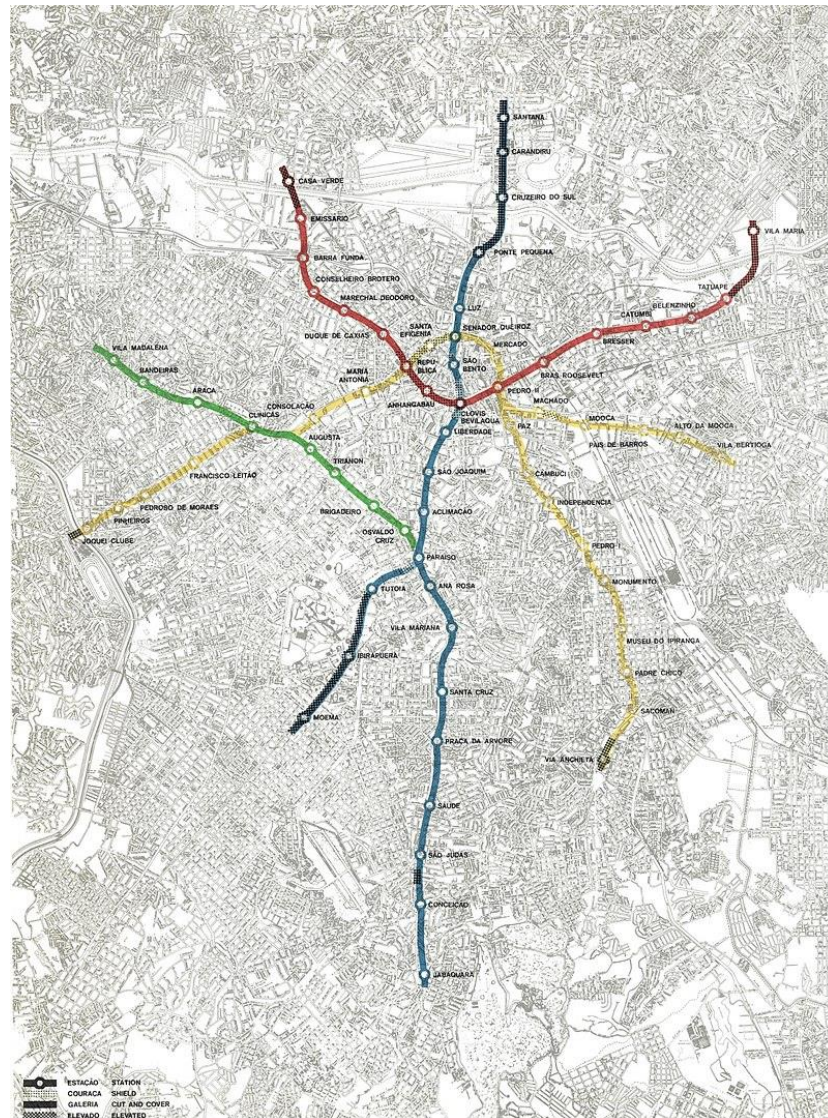 SANTANA
CARANDIRU
Rio Tietê
CASA VERDE
CRUZEIRO DO SUL
EMISSARIO
VILA MARIA
PONTE PEQUENA
BARRA FUNDA
CONSELHEIRO BROTERO
TATUAPE
MARECHAL DEODORO
LUZ
BELENZINHO
CATUMBI
SANTA
EFIGENIA
SENADOR QUEIROZ
DUQUE DE CAXIAS
BRESSER
MERCADO
VILA MADALENA
SÃO
BENTO
REPU-
BLICA
BRAS ROOSEVELT
BANDEIRAS
MARIA
ANTONIA
PEDRO II
ARACA
ANHANGABAU
MACHADO
CLOVIS
BEVILAQUA
CONSOLAÇÃO
CLINICAS
PAZ
MOOCA
LIBERDADE
ALTO DA MOOCA
AUGUSTA
PAIS DE BARROS
VILA BERTIOGA
TRIANON
FRANCISCO LEITÃO
SÃO JOAQUIM
CAMBUCI
PEDROSO DE MORAES
INDEPENDENCIA
BRIGADEIRO
ACLIMAÇÃO
PINHEIROS
OSVALDO
CRUZ
JOQUEI CLUBE
PEDRO I
PARAISO
MONUMENTO
TUTOIA
ANA ROSA
VILA MARIANA
MUSEU DO IPIRANGA
IBIRAPUERA
PADRE CHICO
SANTA CRUZ
SACOMAN
MOEMA
PRAÇA DA ARVORE
VIA ANCHIETA
SAUDE
SÃO JUDAS
CONCEIÇÃO
JABAQUARA
ESTAÇÃO STATION
COURAÇA SHIELD
GALERIA CUT AND COVER
ELEVADO ELEVATED